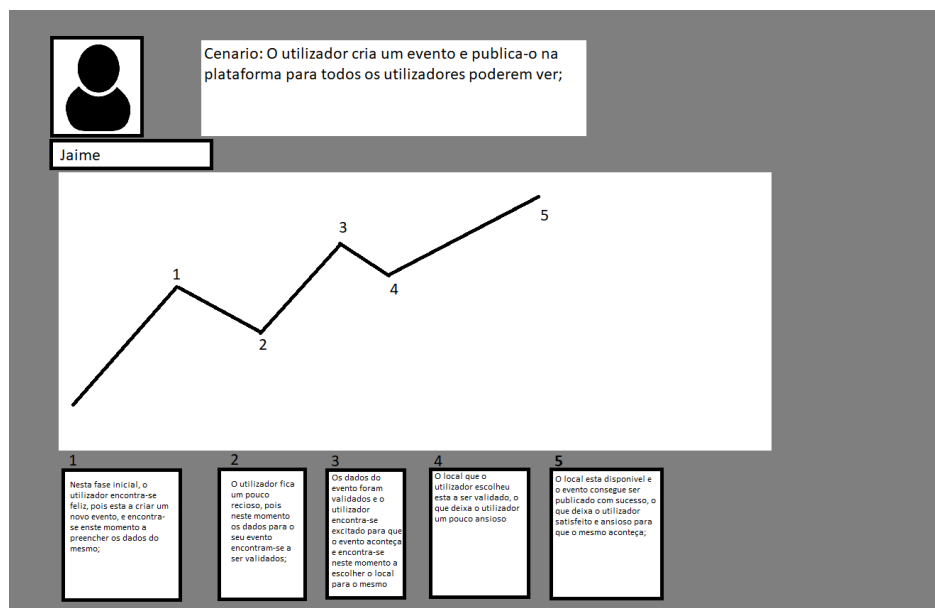 Cenario: O utilizador cria um evento e publica-o na
plataforma para todos os utilizadores poderem ver;
Jaime
1
2
3
4
5
1
Nesta fase inicial, o
utilizador encontra-se
feliz, pois esta a criar um
novo evento, e encontra-
se enste momento a
preencher os dados do
mesmo;
2
O utilizador fica
um pouco
recioso, pois
neste momento
os dados para o
seu evento
encontram-se a
ser validados;
3
Os dados do
evento foram
validados e o
utilizador
encontra-se
excitado para que
o evento aconteça
e encontra-se
neste momento a
escolher o local
para o mesmo
4
O local que o
utilizador escolheu
esta a ser validado, o
que deixa o utilizador
um pouco ansioso
5
O local esta disponivel e
o evento consegue ser
publicado com sucesso, o
que deixa o utilizador
satisfeito e ansioso para
que o mesmo aconteça;